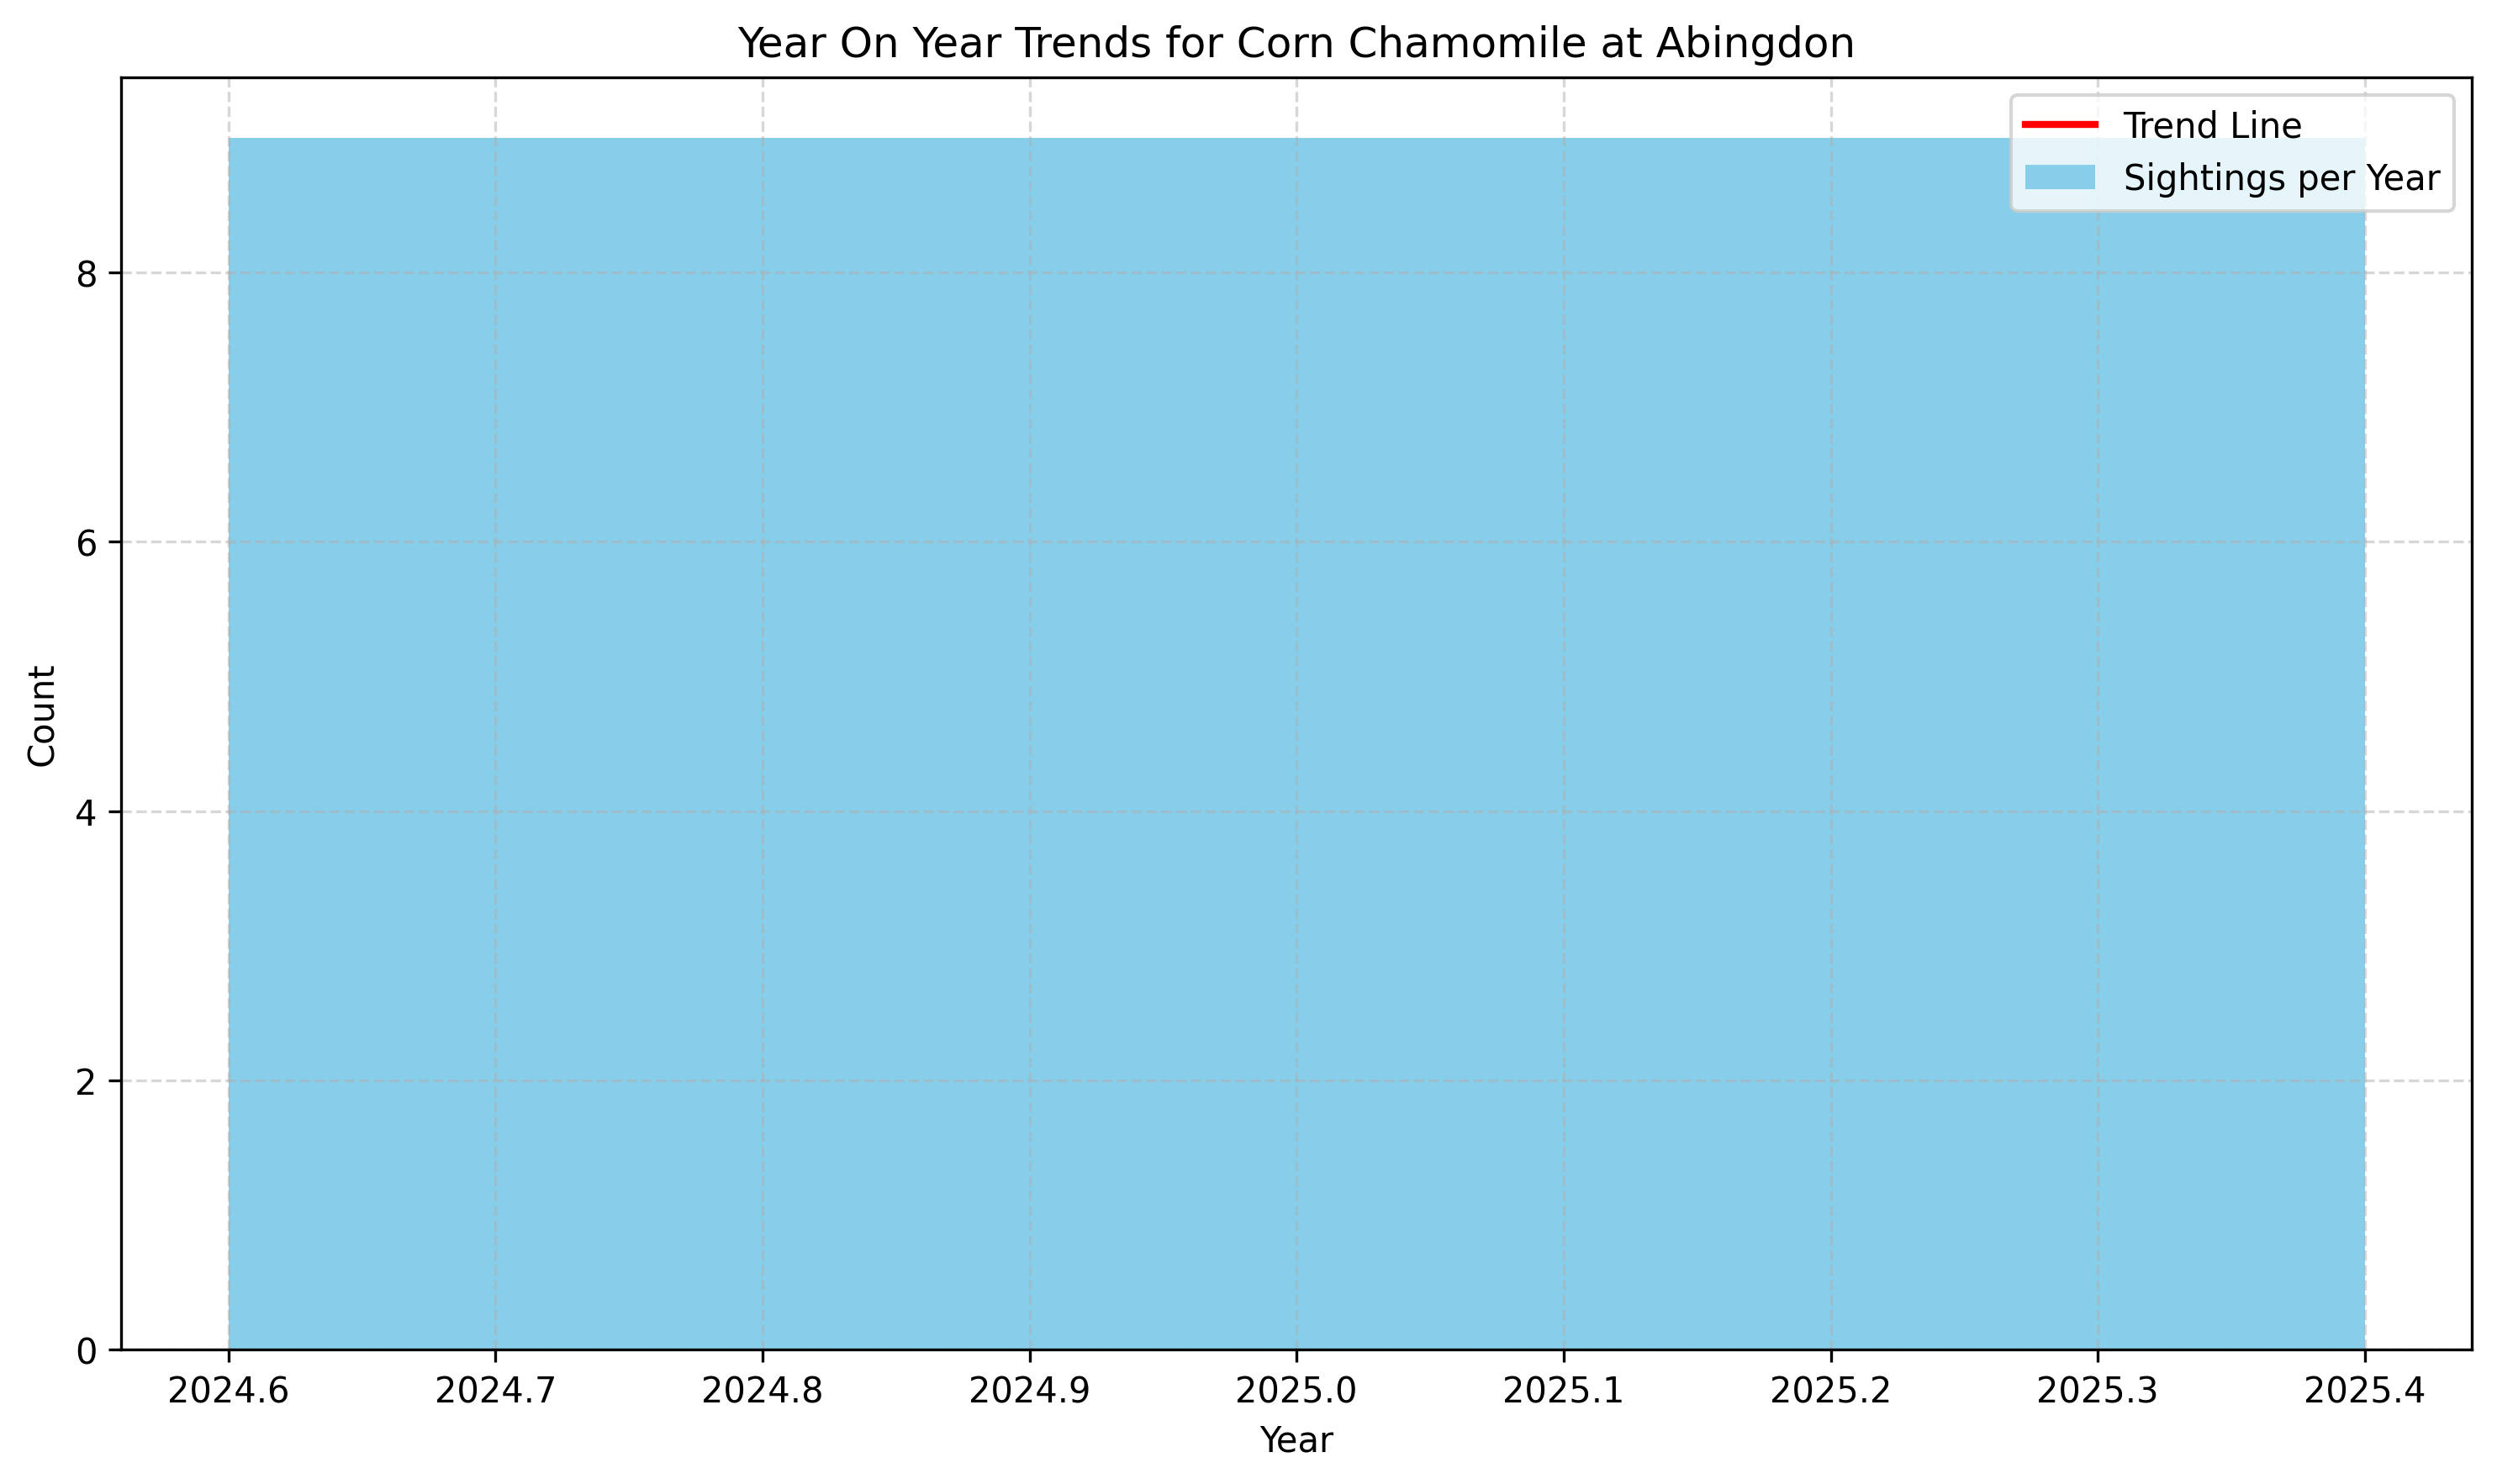 Year On Year Trends for Corn Chamomile at Abingdon
Trend Line
Sightings per Year
8
6
4
2
0
Count
2024.6 2024.7 2024.8 2024.9 2025.0 2025.1 2025.2 2025.3 2025.4
Year